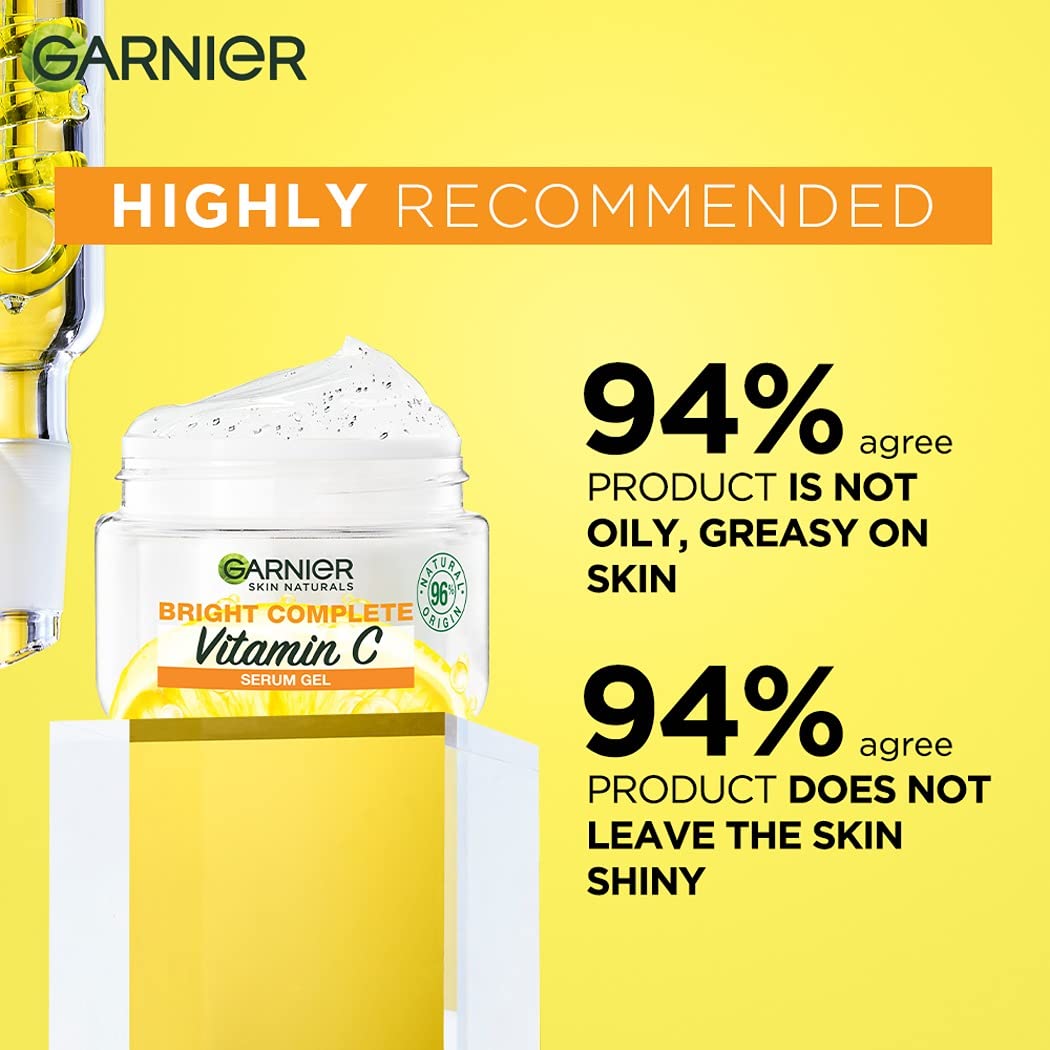 GARNIER
HIGHLY RECOMMENDED
94% agree
PRODUCT IS NOT
OILY, GREASY ON
SKIN
94% agree
PRODUCT DOES NOT
LEAVE THE SKIN
SHINY
GARNIER
SKIN NATURALS
BRIGHT COMPLETE
Vitamin C
SERUM GEL
NATURAL
96%
ORIGIN